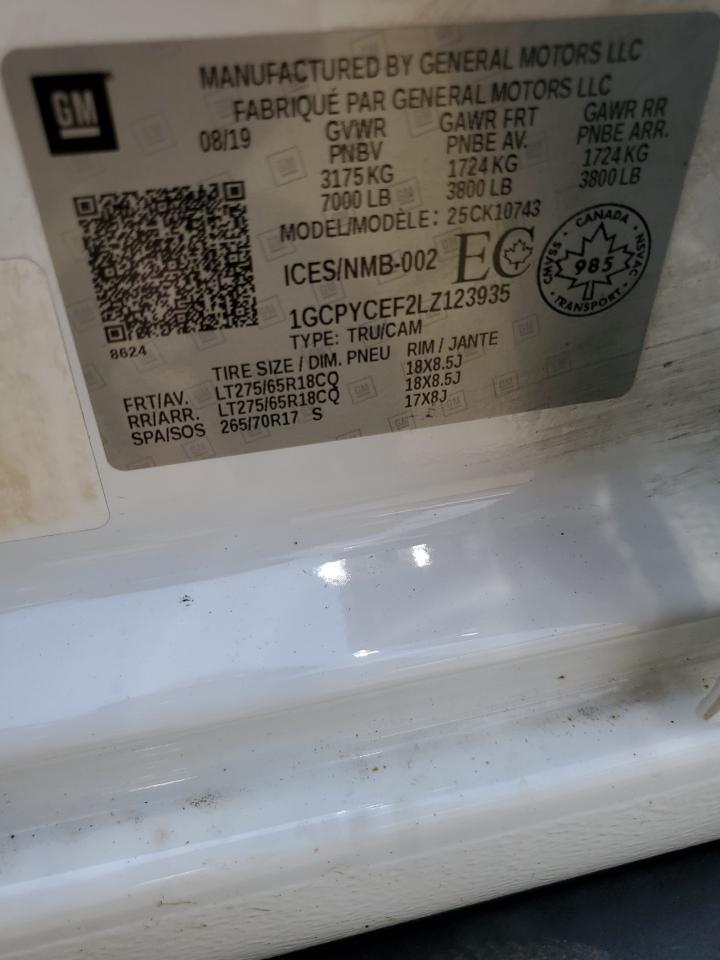 GM
MANUFACTURED BY GENERAL MOTORS LLC
FABRIQUÉ PAR GENERAL MOTORS LLC
08/19 GVWR GAWR FRT GAWR RR
PNBV PNBE AV. PNBE ARR.
3175 KG 1724 KG 1724 KG
7000 LB 3800 LB 3800 LB
MODEL/MODÈLE: 25CK10743
ICES/NMB-002 EC
CANADA
CMVSS 985 NSVAC
TRANSPORT
1GCPYCEF2LZ123935
TYPE: TRU/CAM
8624
TIRE SIZE / DIM. PNEU RIM / JANTE
FRT/AV. LT275/65R18CQ 18X8.5J
RR/ARR. LT275/65R18CQ 18X8.5J
SPA/SOS 265/70R17 S 17X8J